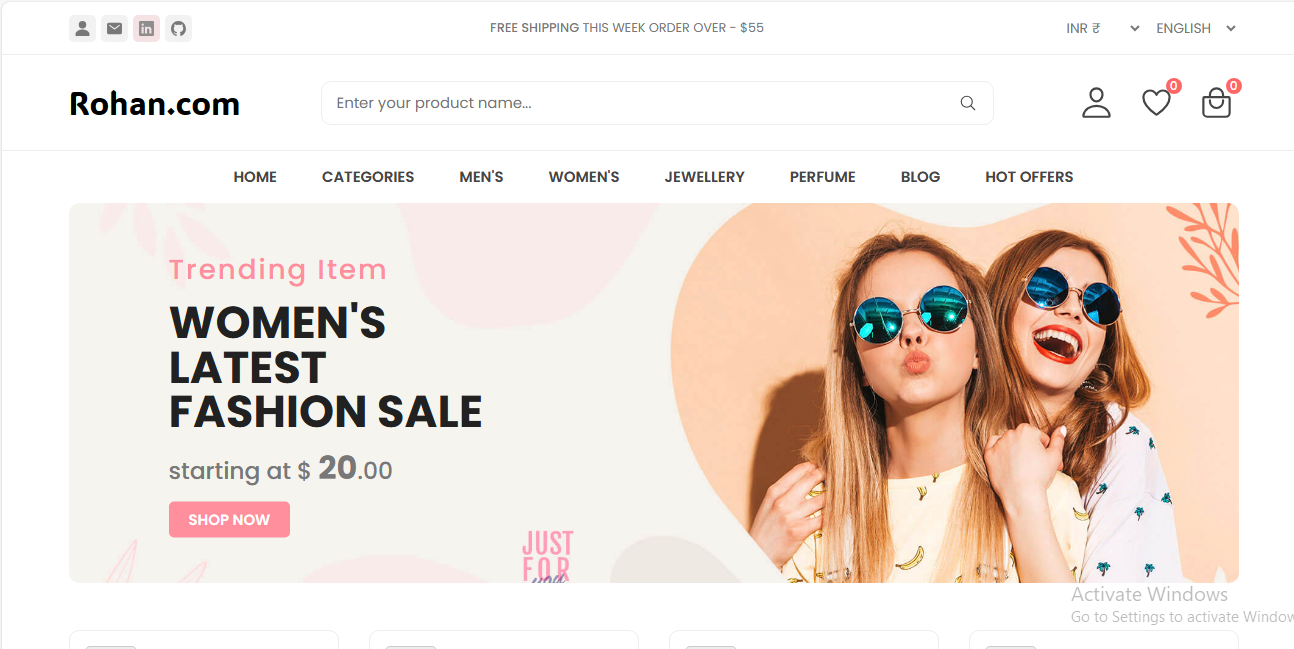 FREE SHIPPING THIS WEEK ORDER OVER - $55
INR ₹
ENGLISH
Rohan.com
Enter your product name...
0
0
HOME
CATEGORIES
MEN'S
WOMEN'S
JEWELLERY
PERFUME
BLOG
HOT OFFERS
Trending Item
WOMEN'S
LATEST
FASHION SALE
starting at $ 20.00
SHOP NOW
JUST
FOR
you
Activate Windows
Go to Settings to activate Window